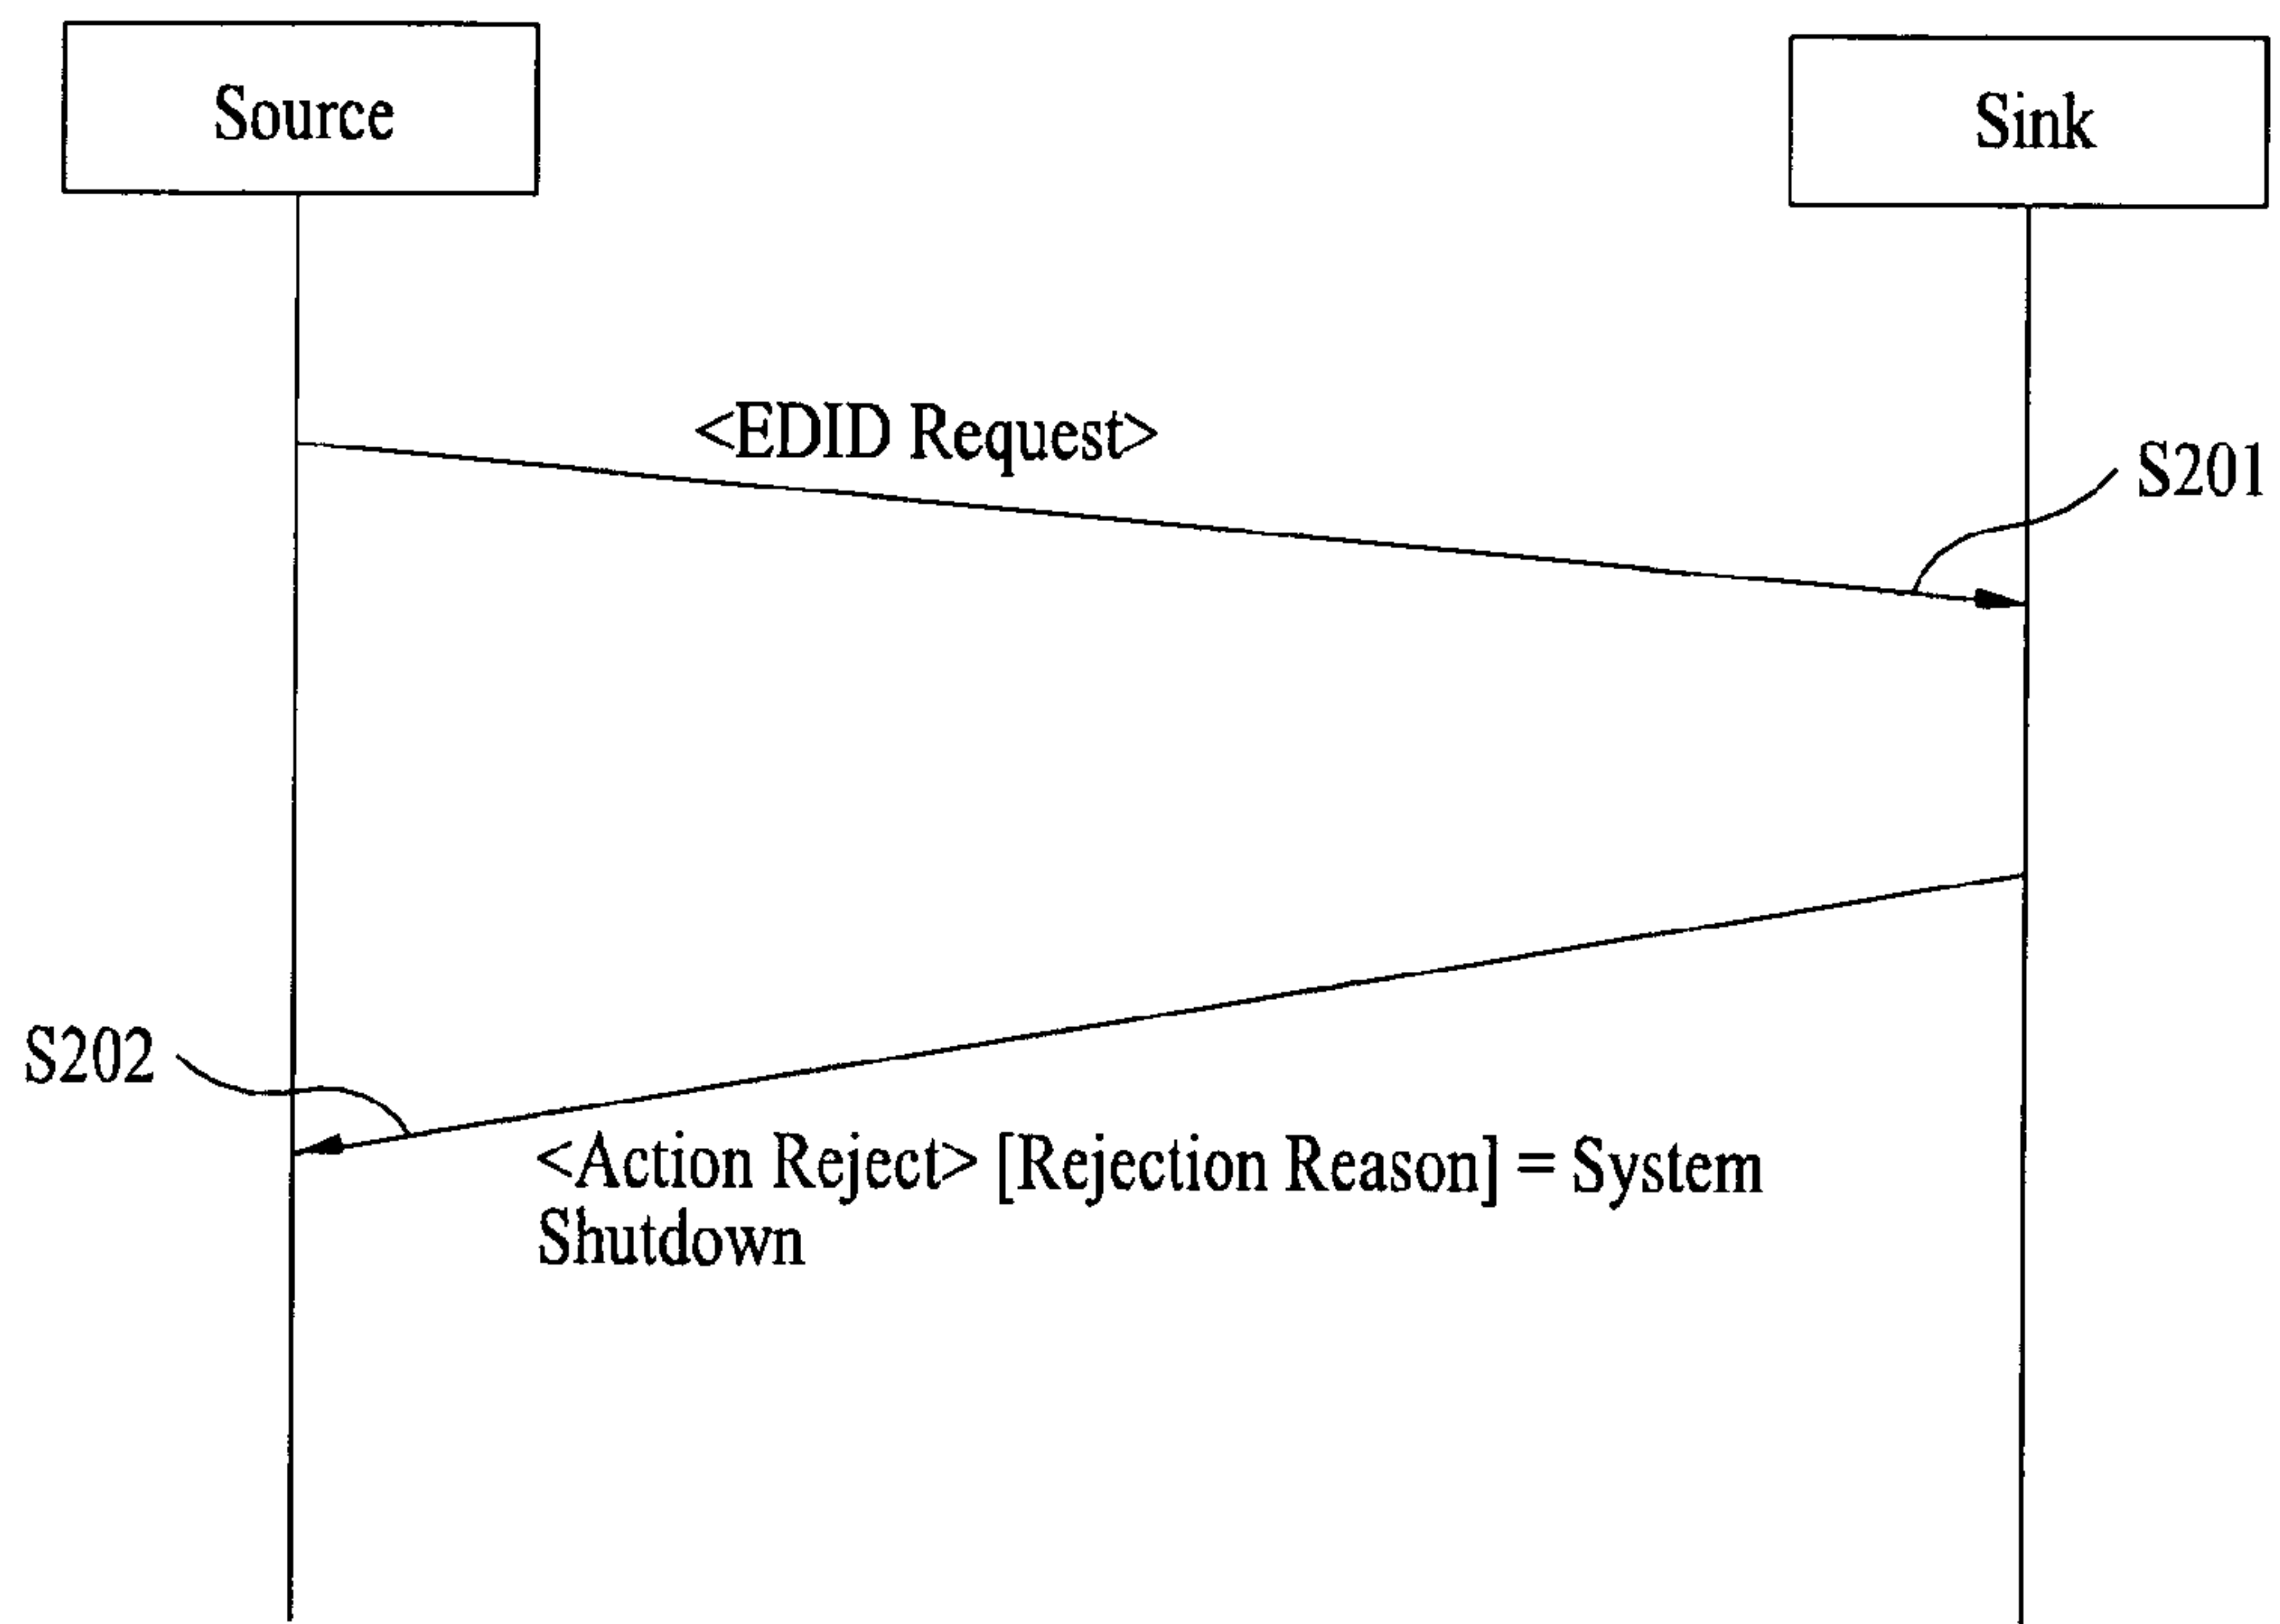 Source
Sink
<EDID Request>
S201
S202
<Action Reject> [Rejection Reason] = System
Shutdown